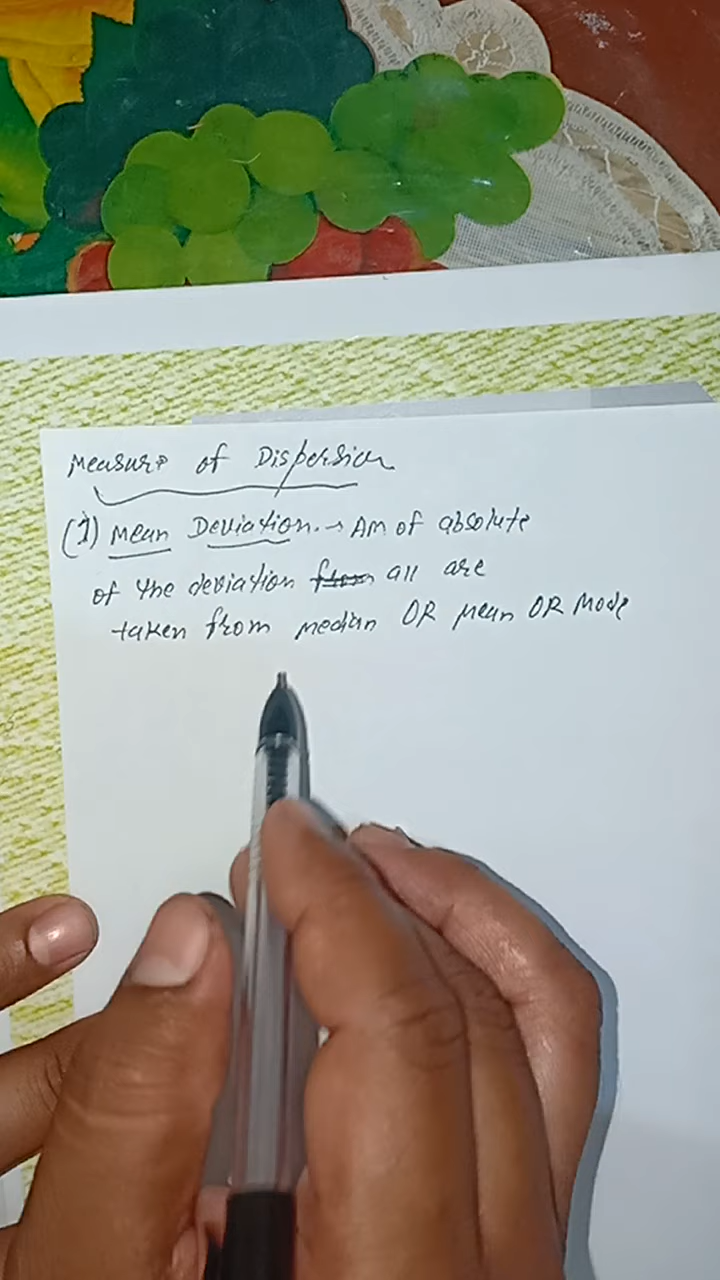 Measure of Dispersion
(1) Mean Deviation. → AM of absolute
of the deviation from all are
taken from median OR Mean OR Mode